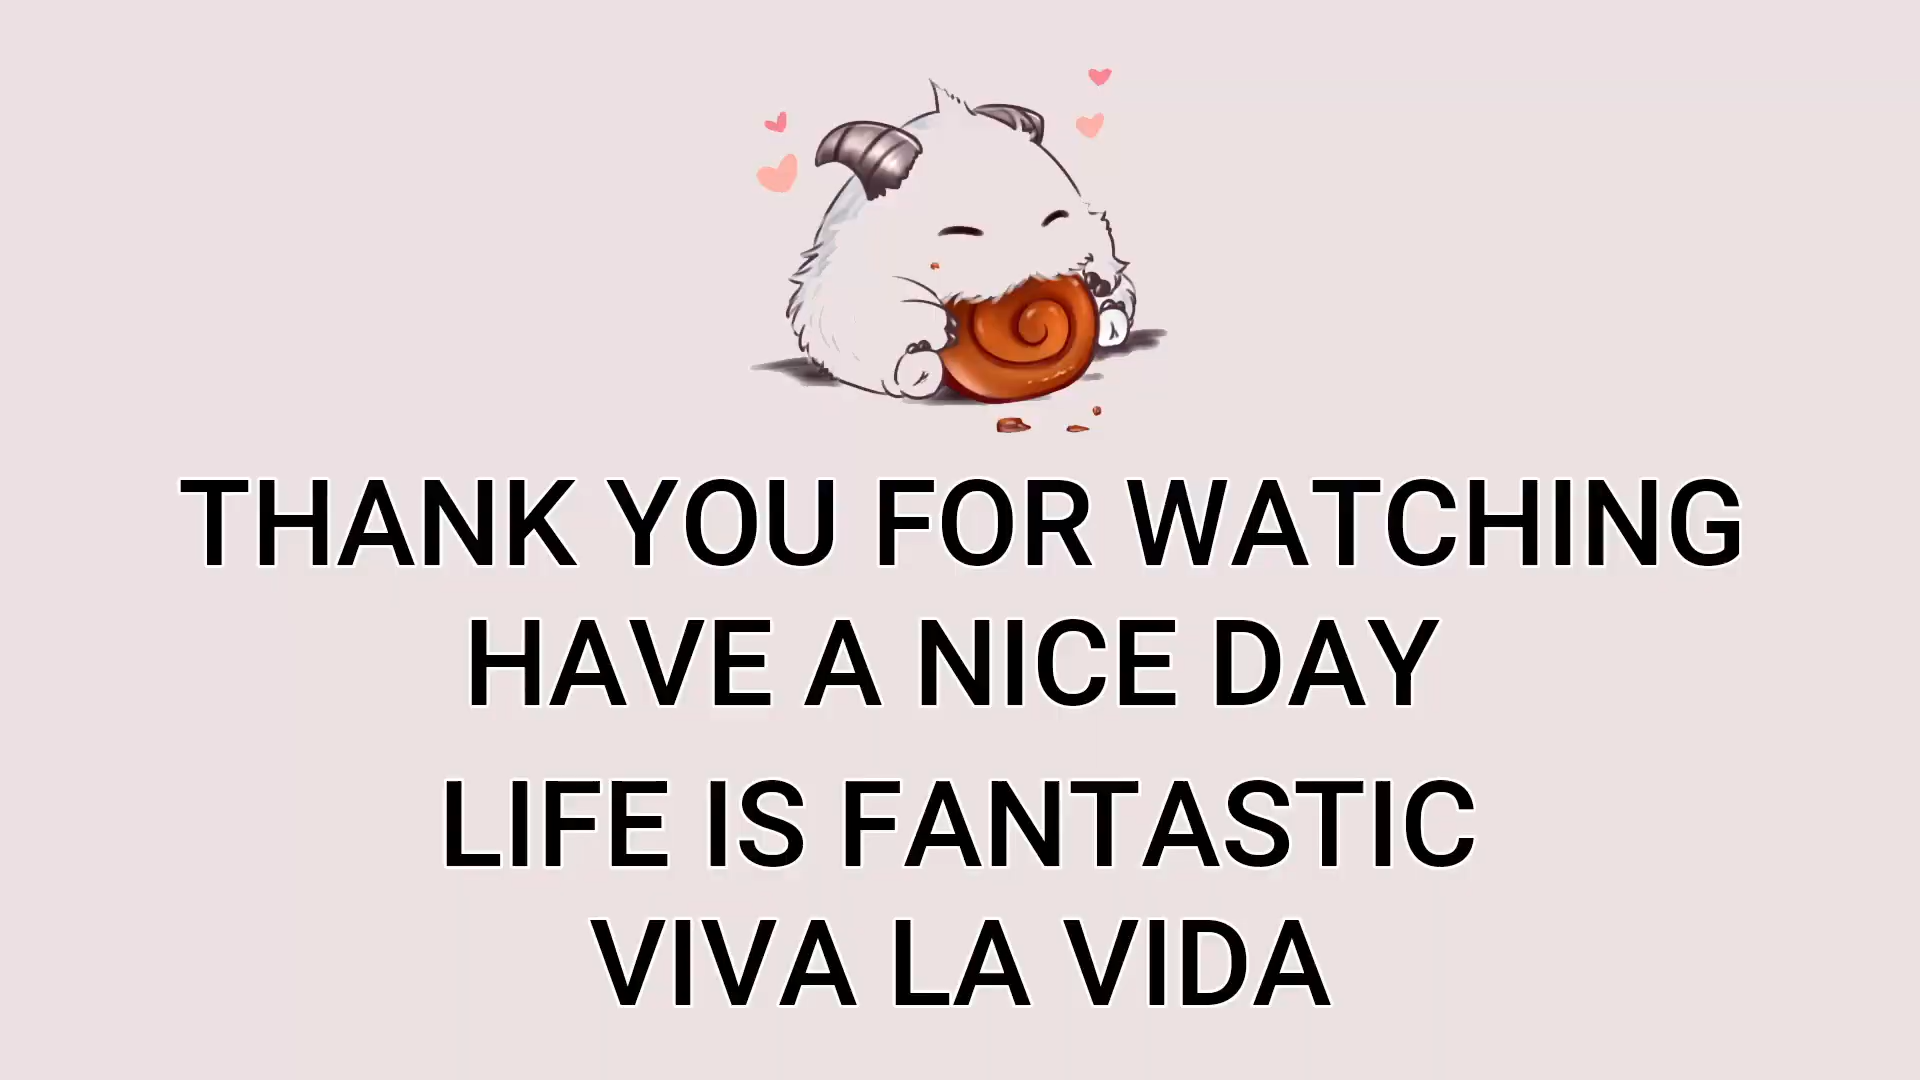 THANK YOU FOR WATCHING
HAVE A NICE DAY
LIFE IS FANTASTIC
VIVA LA VIDA